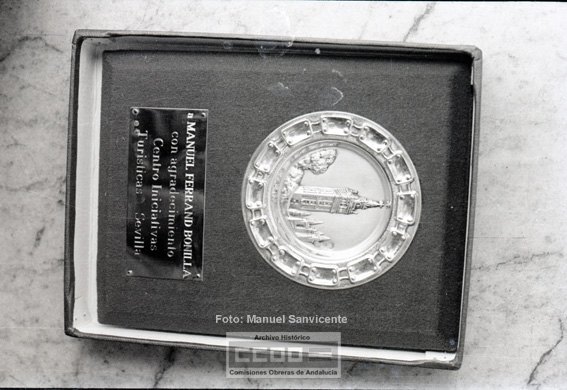 a MANUEL FERRAND BONILLA
con agradecimiento
Centro Iniciativas
Turísticas Sevilla
Foto: Manuel Sanvicente
Archivo Histórico
CCOO
Comisiones Obreras de Andalucía